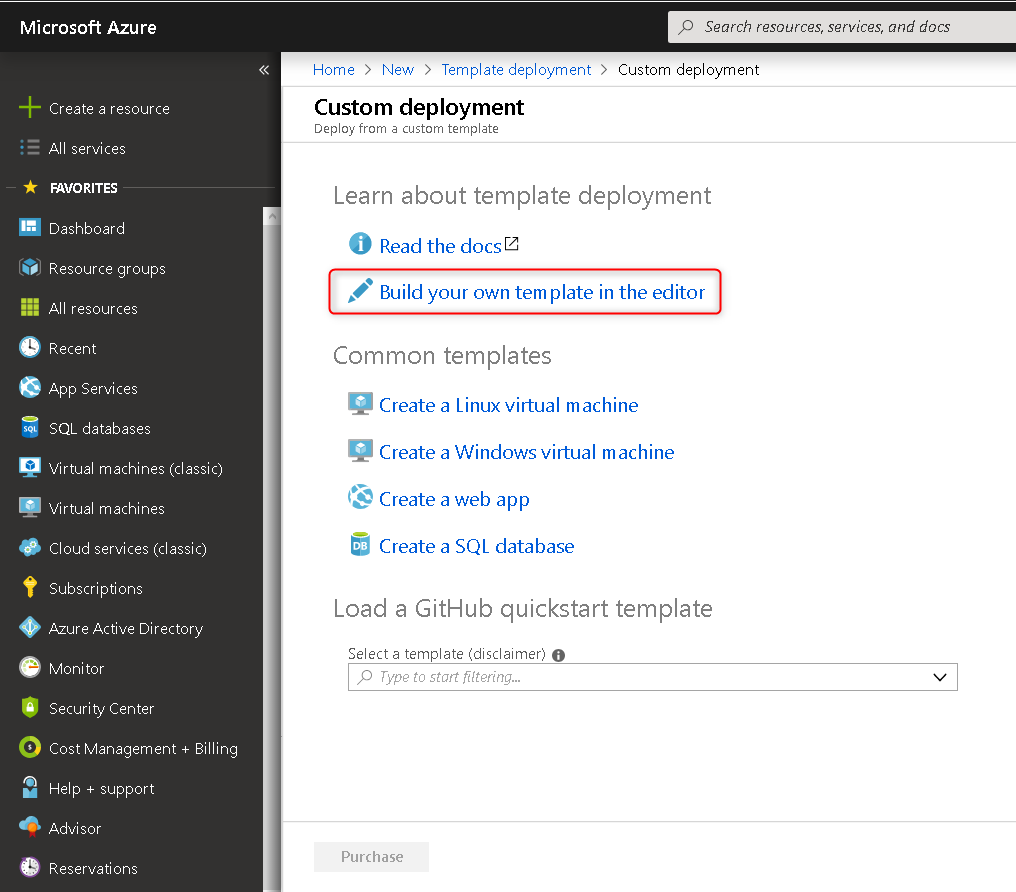 Microsoft Azure
Search resources, services, and docs
«
Home > New > Template deployment > Custom deployment
Create a resource
All services
FAVORITES
Dashboard
Resource groups
All resources
Recent
App Services
SQL databases
Virtual machines (classic)
Virtual machines
Cloud services (classic)
Subscriptions
Azure Active Directory
Monitor
Security Center
Cost Management + Billing
Help + support
Advisor
Reservations
Custom deployment
Deploy from a custom template
Learn about template deployment
Read the docs
Build your own template in the editor
Common templates
Create a Linux virtual machine
Create a Windows virtual machine
Create a web app
DB Create a SQL database
Load a GitHub quickstart template
Select a template (disclaimer)
Type to start filtering...
Purchase